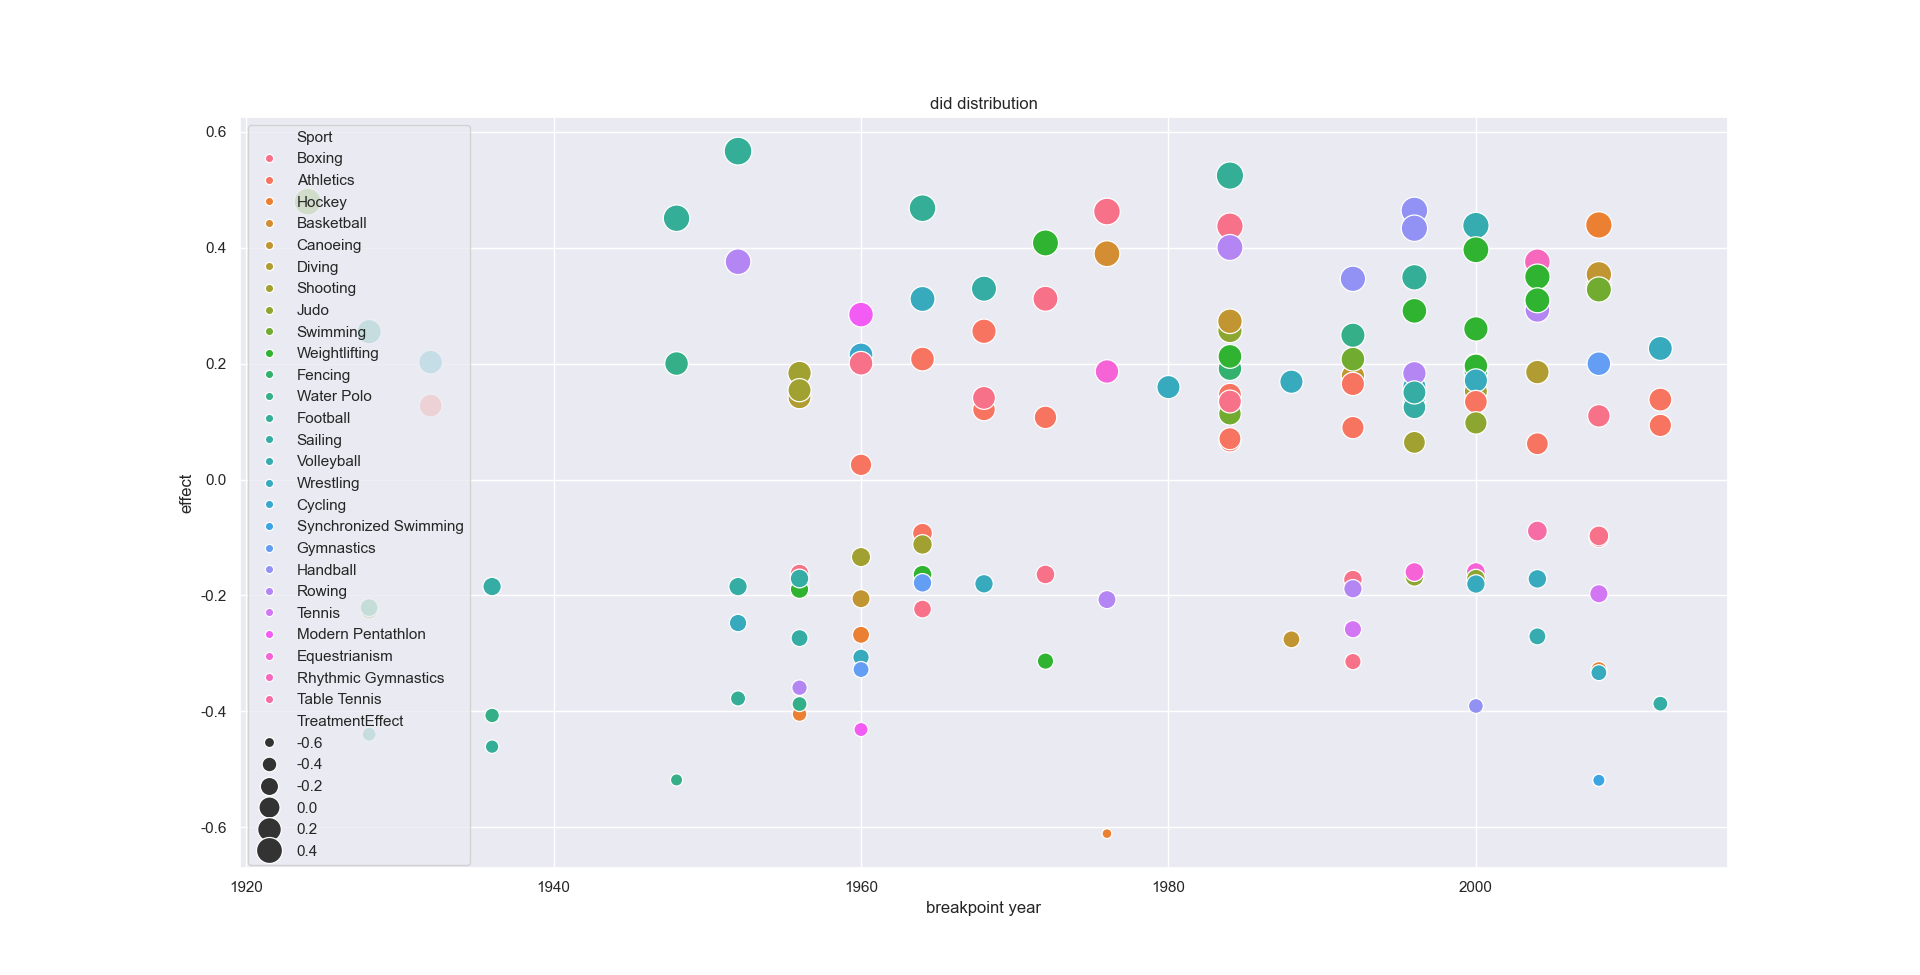 did distribution
0.6
0.4
0.2
0.0
-0.2
-0.4
-0.6
effect
Sport
Boxing
Athletics
Hockey
Basketball
Canoeing
Diving
Shooting
Judo
Swimming
Weightlifting
Fencing
Water Polo
Football
Sailing
Volleyball
Wrestling
Cycling
Synchronized Swimming
Gymnastics
Handball
Rowing
Tennis
Modern Pentathlon
Equestrianism
Rhythmic Gymnastics
Table Tennis
TreatmentEffect
-0.6
-0.4
-0.2
0.0
0.2
0.4
1920 1940 1960 1980 2000
breakpoint year